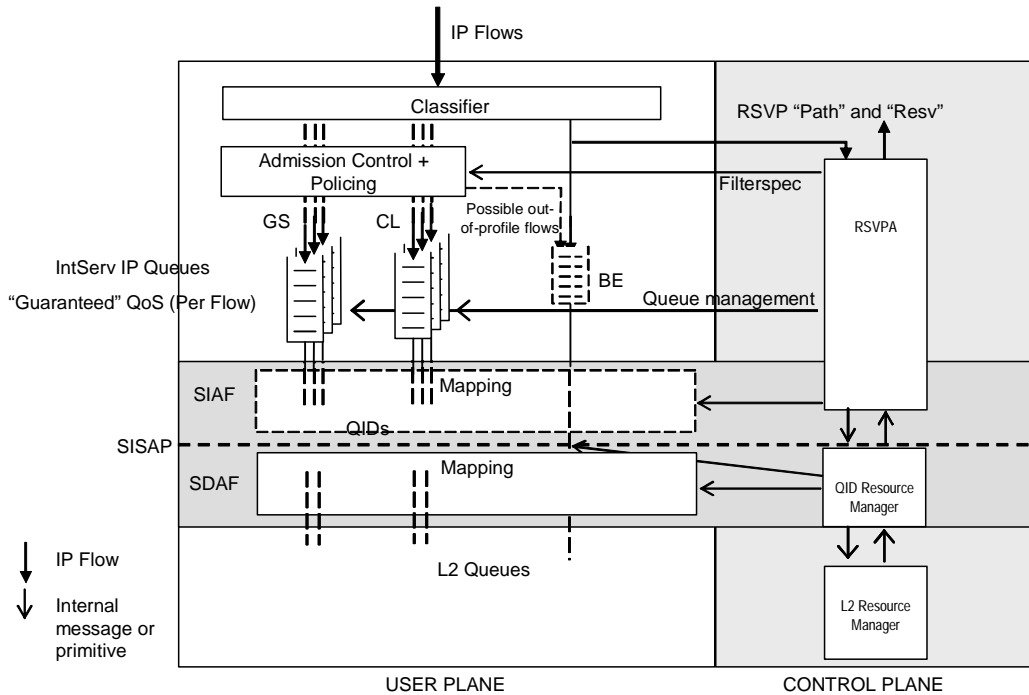 IP Flows
Classifier
RSVP “Path” and “Resv”
Admission Control +
Policing
Filterspec
GS
CL
Possible out-
of-profile flows
RSVPA
IntServ IP Queues
BE
“Guaranteed” QoS (Per Flow)
Queue management
SIAF
Mapping
QIDs
SISAP
SDAF
Mapping
QID Resource
Manager
IP Flow
L2 Queues
Internal
message or
primitive
L2 Resource
Manager
USER PLANE
CONTROL PLANE